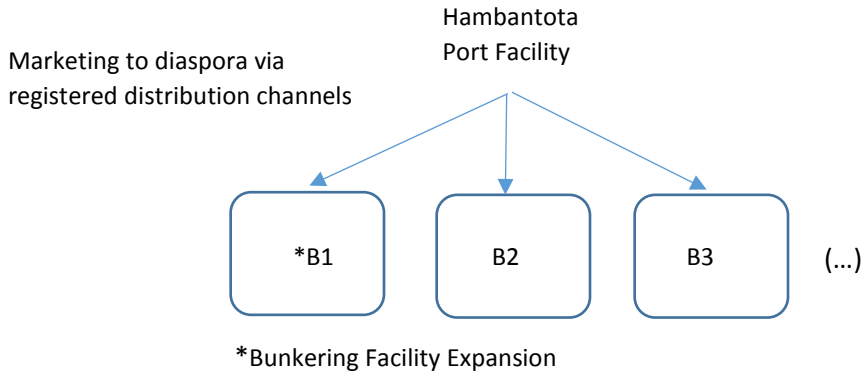 Hambantota
Port Facility
Marketing to diaspora via
registered distribution channels
*B1
B2
B3
(...)
*Bunkering Facility Expansion